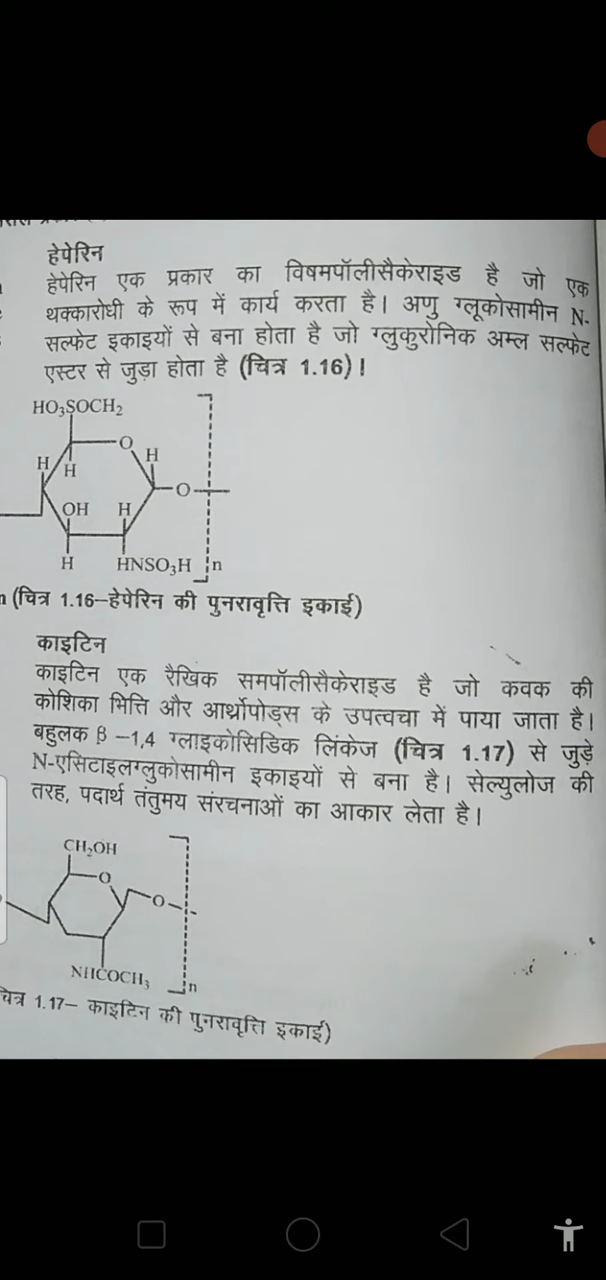 हेपेरिन
हेपेरिन एक प्रकार का विषमपॉलीसैकेराइड है जो एक
थक्कारोधी के रूप में कार्य करता है। अणु ग्लूकोसामीन N-
सल्फेट इकाइयों से बना होता है जो ग्लुकुरोनिक अम्ल सल्फेट
एस्टर से जुड़ा होता है (चित्र 1.16)।
HO₃SOCH₂
O
H H H
O
OH H
H HNSO₃H n
n (चित्र 1.16–हेपेरिन की पुनरावृत्ति इकाई)
काइटिन
काइटिन एक रैखिक समपॉलीसैकेराइड है जो कवक की
कोशिका भित्ति और आर्थ्रोपोड्स के उपत्वचा में पाया जाता है।
बहुलक β –1,4 ग्लाइकोसिडिक लिंकेज (चित्र 1.17) से जुड़े
N-एसिटाइलग्लुकोसामीन इकाइयों से बना है। सेल्युलोज की
तरह, पदार्थ तंतुमय संरचनाओं का आकार लेता है।
CH₂OH
O
O
NHCOCH₃ n
चित्र 1.17– काइटिन की पुनरावृत्ति इकाई)